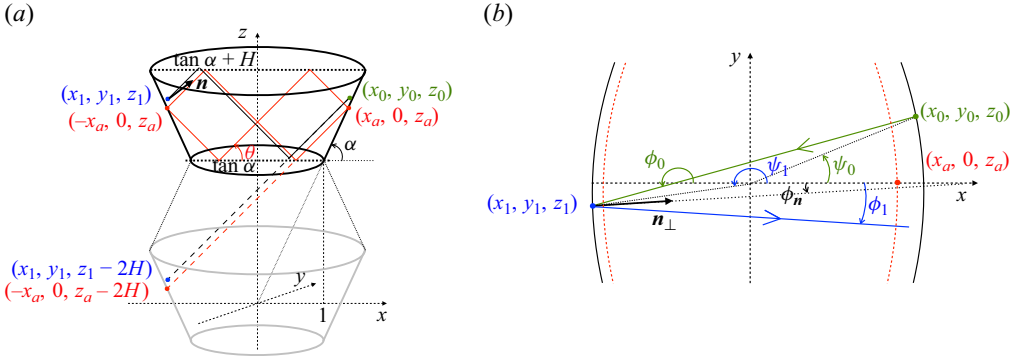 (a)
z
tan α + H
n
(x₁, y₁, z₁)
(x₀, y₀, z₀)
(–xₐ, 0, zₐ)
(xₐ, 0, zₐ)
θ
α
tan α
(x₁, y₁, z₁ – 2H)
(–xₐ, 0, zₐ – 2H)
y
1
x
(b)
y
(x₀, y₀, z₀)
ϕ₀
ψ₁
ψ₀
(xₐ, 0, zₐ)
ϕₙ
x
(x₁, y₁, z₁)
n⊥
ϕ₁